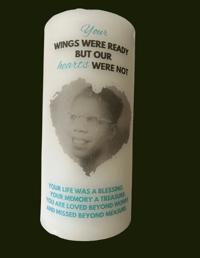 Your
WINGS WERE READY
BUT OUR
hearts WERE NOT
YOUR LIFE WAS A BLESSING,
YOUR MEMORY A TREASURE
YOU ARE LOVED BEYOND WORDS
AND MISSED BEYOND MEASURE